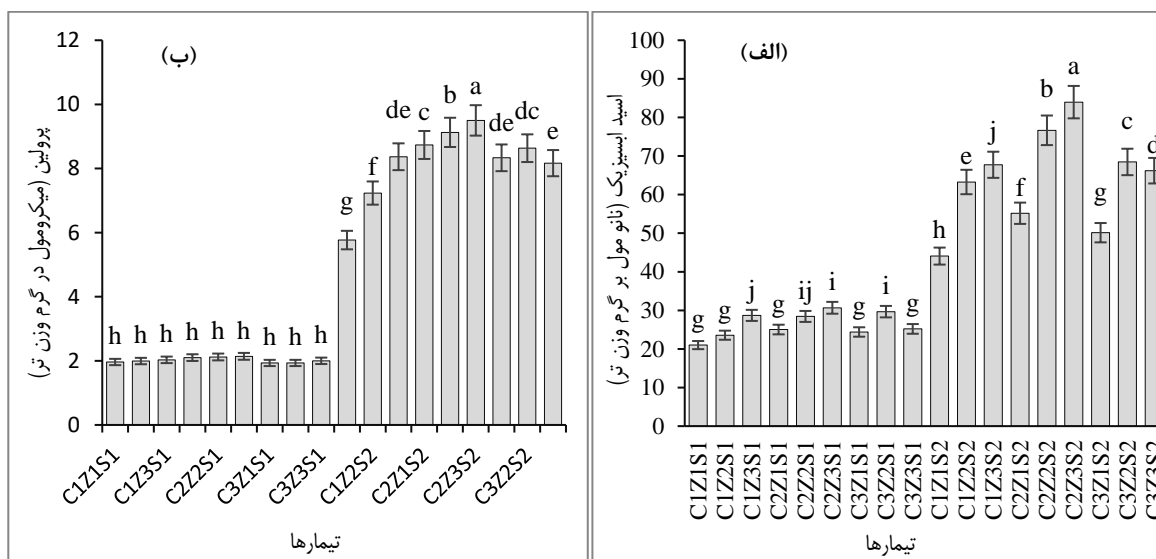 (الف)
اسید ابسیزیک (نانو مول بر گرم وزن تر)
100
90
80
70
60
50
40
30
20
10
0
g g j g ij i g i g h e j f b a g c d
C1Z1S1 C1Z2S1 C1Z3S1 C2Z1S1 C2Z2S1 C2Z3S1 C3Z1S1 C3Z2S1 C3Z3S1 C1Z1S2 C1Z2S2 C1Z3S2 C2Z1S2 C2Z2S2 C2Z3S2 C3Z1S2 C3Z2S2 C3Z3S2
تیمارها
(ب)
پرولین (میکرومول در گرم وزن تر)
12
10
8
6
4
2
0
h h h h h h h h h g f de c b a de dc e
C1Z1S1 C1Z3S1 C2Z2S1 C3Z1S1 C3Z3S1 C1Z2S2 C2Z1S2 C2Z3S2 C3Z2S2
تیمارها